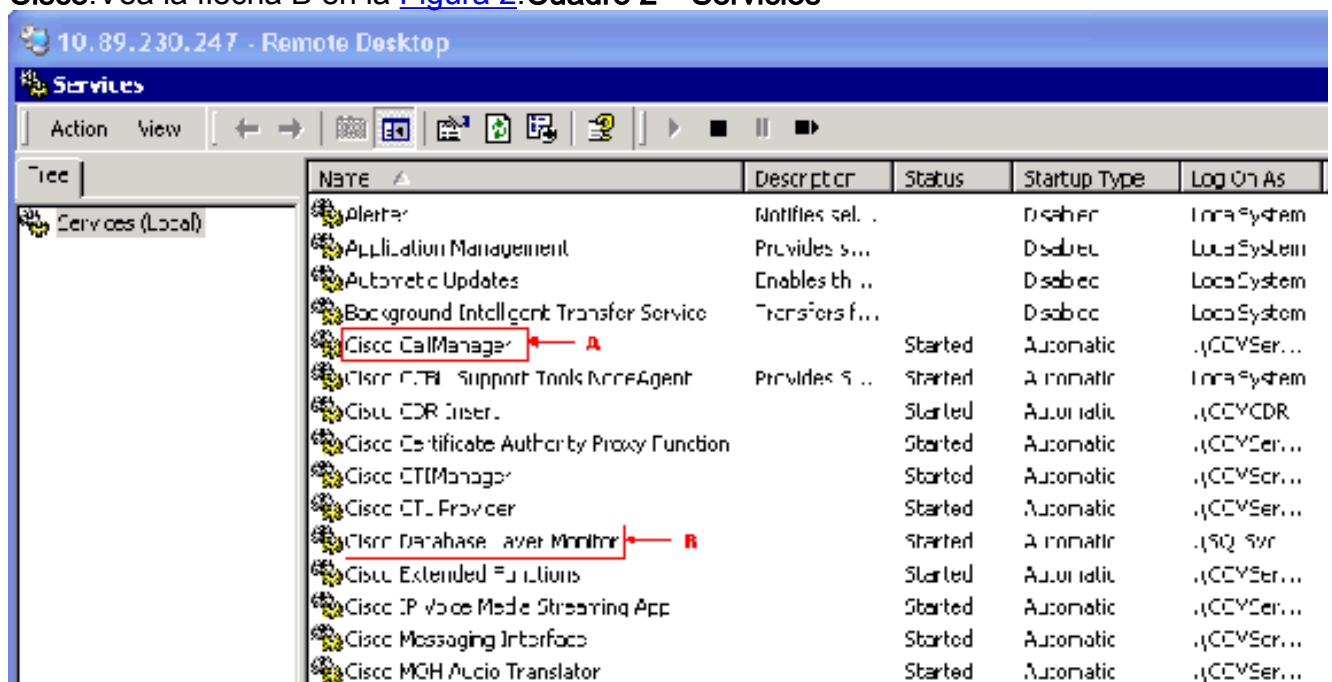 Cisco.Vea la flecha B en la Figura 2.Cuadro 2 - Servicios
10.89.230.247 - Remote Desktop
Services
Action View
Tree
Name Description Status Startup Type Log On As
Services (Local)
Alerter Notifies sel... Disabled LocalSystem
Application Management Provides s... Disabled LocalSystem
Automatic Updates Enables th... Disabled LocalSystem
Background Intelligent Transfer Service Transfers f... Disabled LocalSystem
Cisco CallManager A Started Automatic .\CCMSer...
Cisco Support Tools NodeAgent Provides S... Started Automatic LocalSystem
Cisco CDR Insert Started Automatic .\CCMCDR
Cisco Certificate Authority Proxy Function Started Automatic .\CCMSer...
Cisco CTIManager Started Automatic .\CCMSer...
Cisco CTL Provider Started Automatic .\CCMSer...
Cisco Database Layer Monitor B Started Automatic .\SQLSvc
Cisco Extended Functions Started Automatic .\CCMSer...
Cisco IP Voice Media Streaming App Started Automatic .\CCMSer...
Cisco Messaging Interface Started Automatic .\CCMSer...
Cisco MOH Audio Translator Started Automatic .\CCMSer...